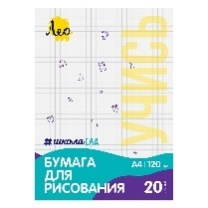 Лео
УЧИСЬ
#школаLEO
БУМАГА
ДЛЯ
РИСОВАНИЯ
А4 | 120
20